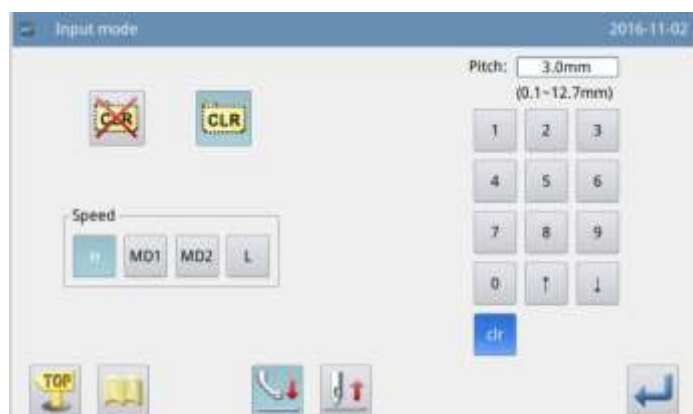 Input mode 2016-11-02
Pitch: 3.0mm
(0.1~12.7mm)
CLR CLR
1 2 3
4 5 6
Speed
MD1 MD2 L
7 8 9
0 ↑ ↓
clr
TOP